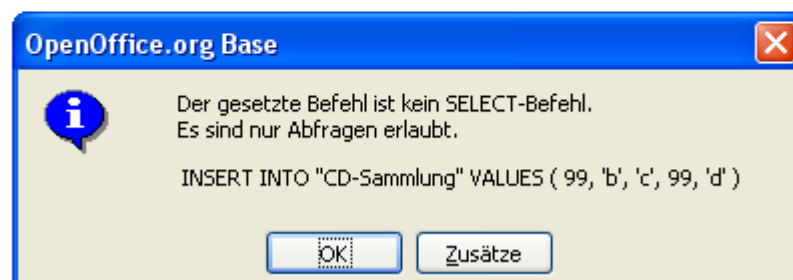 OpenOffice.org Base
Der gesetzte Befehl ist kein SELECT-Befehl.
Es sind nur Abfragen erlaubt.
INSERT INTO "CD-Sammlung" VALUES ( 99, 'b', 'c', 99, 'd' )
OK
Zusätze